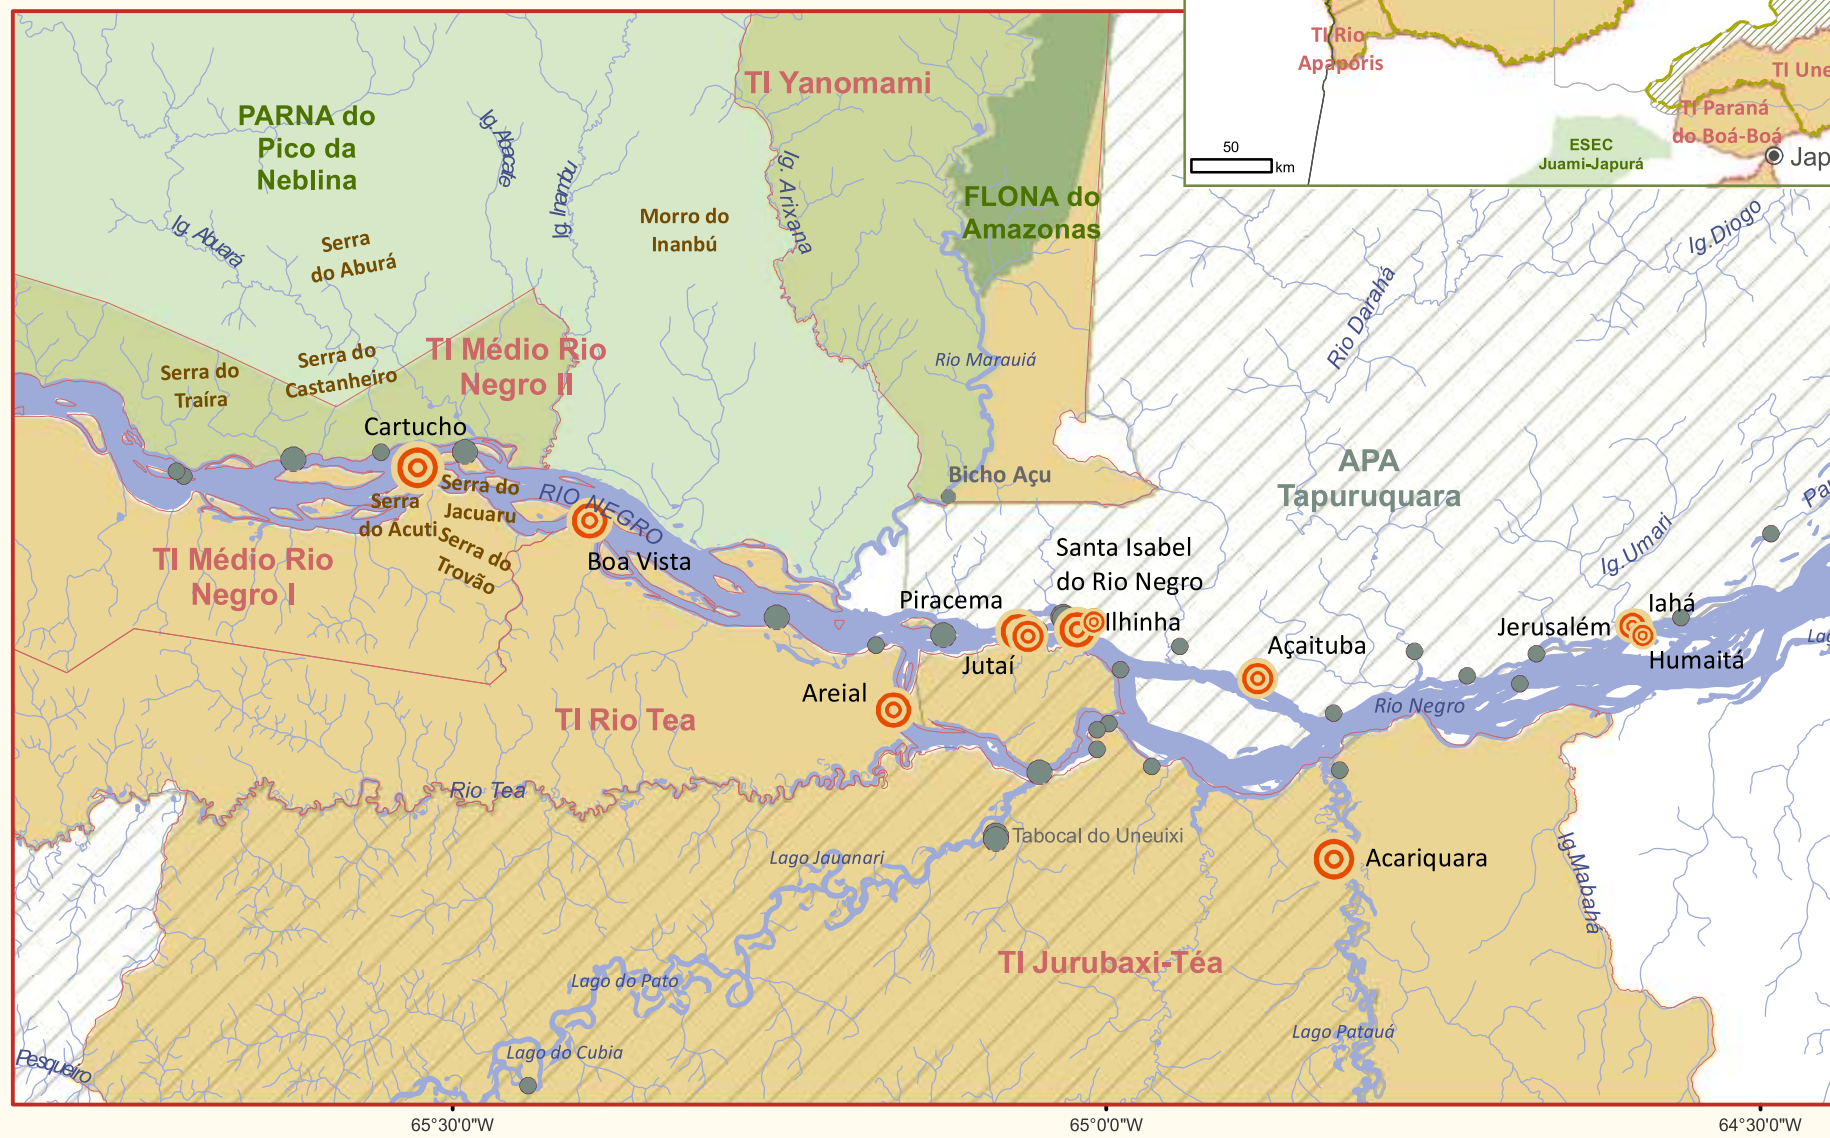 TI Rio
Apapóris
TI Une
TI Paraná
do Boá-Boá
ESEC
Juami-Japurá
Jap
50
km
TI Yanomami
PARNA do
Pico da
Neblina
Ig. Abacate
Ig. Inambu
Ig. Arixana
Morro do
Inanbú
FLONA do
Amazonas
Ig. Abuará
Serra
do Aburá
Ig. Diogo
Rio Darahá
TI Médio Rio
Negro II
Serra do
Castanheiro
Serra do
Traíra
Rio Marauiá
Cartucho
Bicho Açu
APA
Tapuruquara
Serra
do Acuti
Serra do
Jacuaru
Serra do
Trovão
RIO NEGRO
Boa Vista
TI Médio Rio
Negro I
Santa Isabel
do Rio Negro
Piracema
Ilhinha
Jutaí
Areial
Açaituba
Ig. Umari
Iahá
Jerusalém
Humaitá
Rio Negro
TI Rio Tea
Rio Tea
Tabocal do Uneuixi
Lago Jauanari
Acariquara
Ig. Mabahá
TI Jurubaxi-Téa
Lago do Pato
Lago Patauá
Lago do Cubia
Pesqueiro
65°30'0"W
65°0'0"W
64°30'0"W